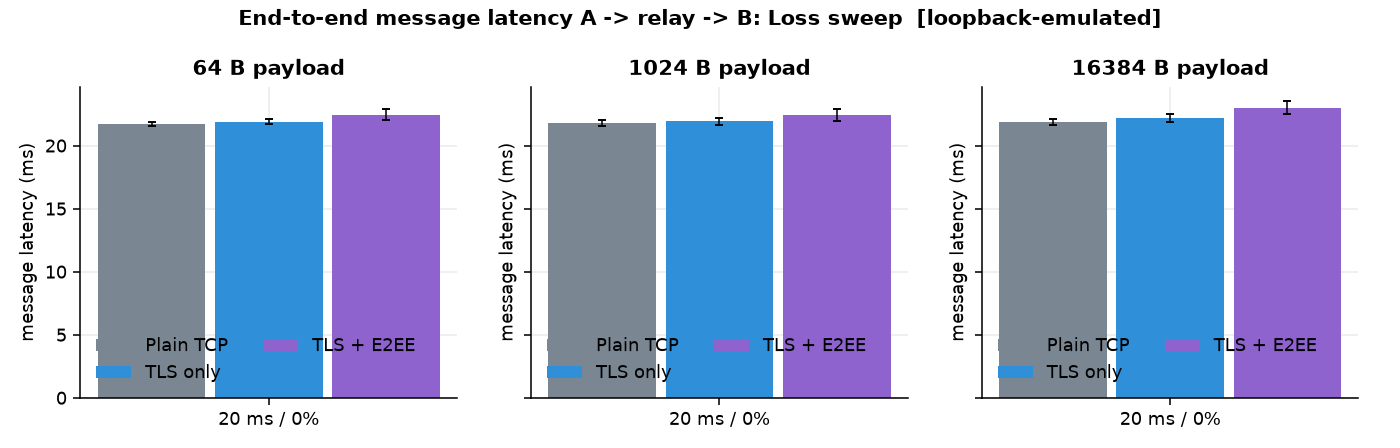 End-to-end message latency A -> relay -> B: Loss sweep [loopback-emulated]
64 B payload
message latency (ms)
20
15
10
5
0
Plain TCP
TLS + E2EE
TLS only
20 ms / 0%
1024 B payload
message latency (ms)
Plain TCP
TLS + E2EE
TLS only
20 ms / 0%
16384 B payload
message latency (ms)
Plain TCP
TLS + E2EE
TLS only
20 ms / 0%